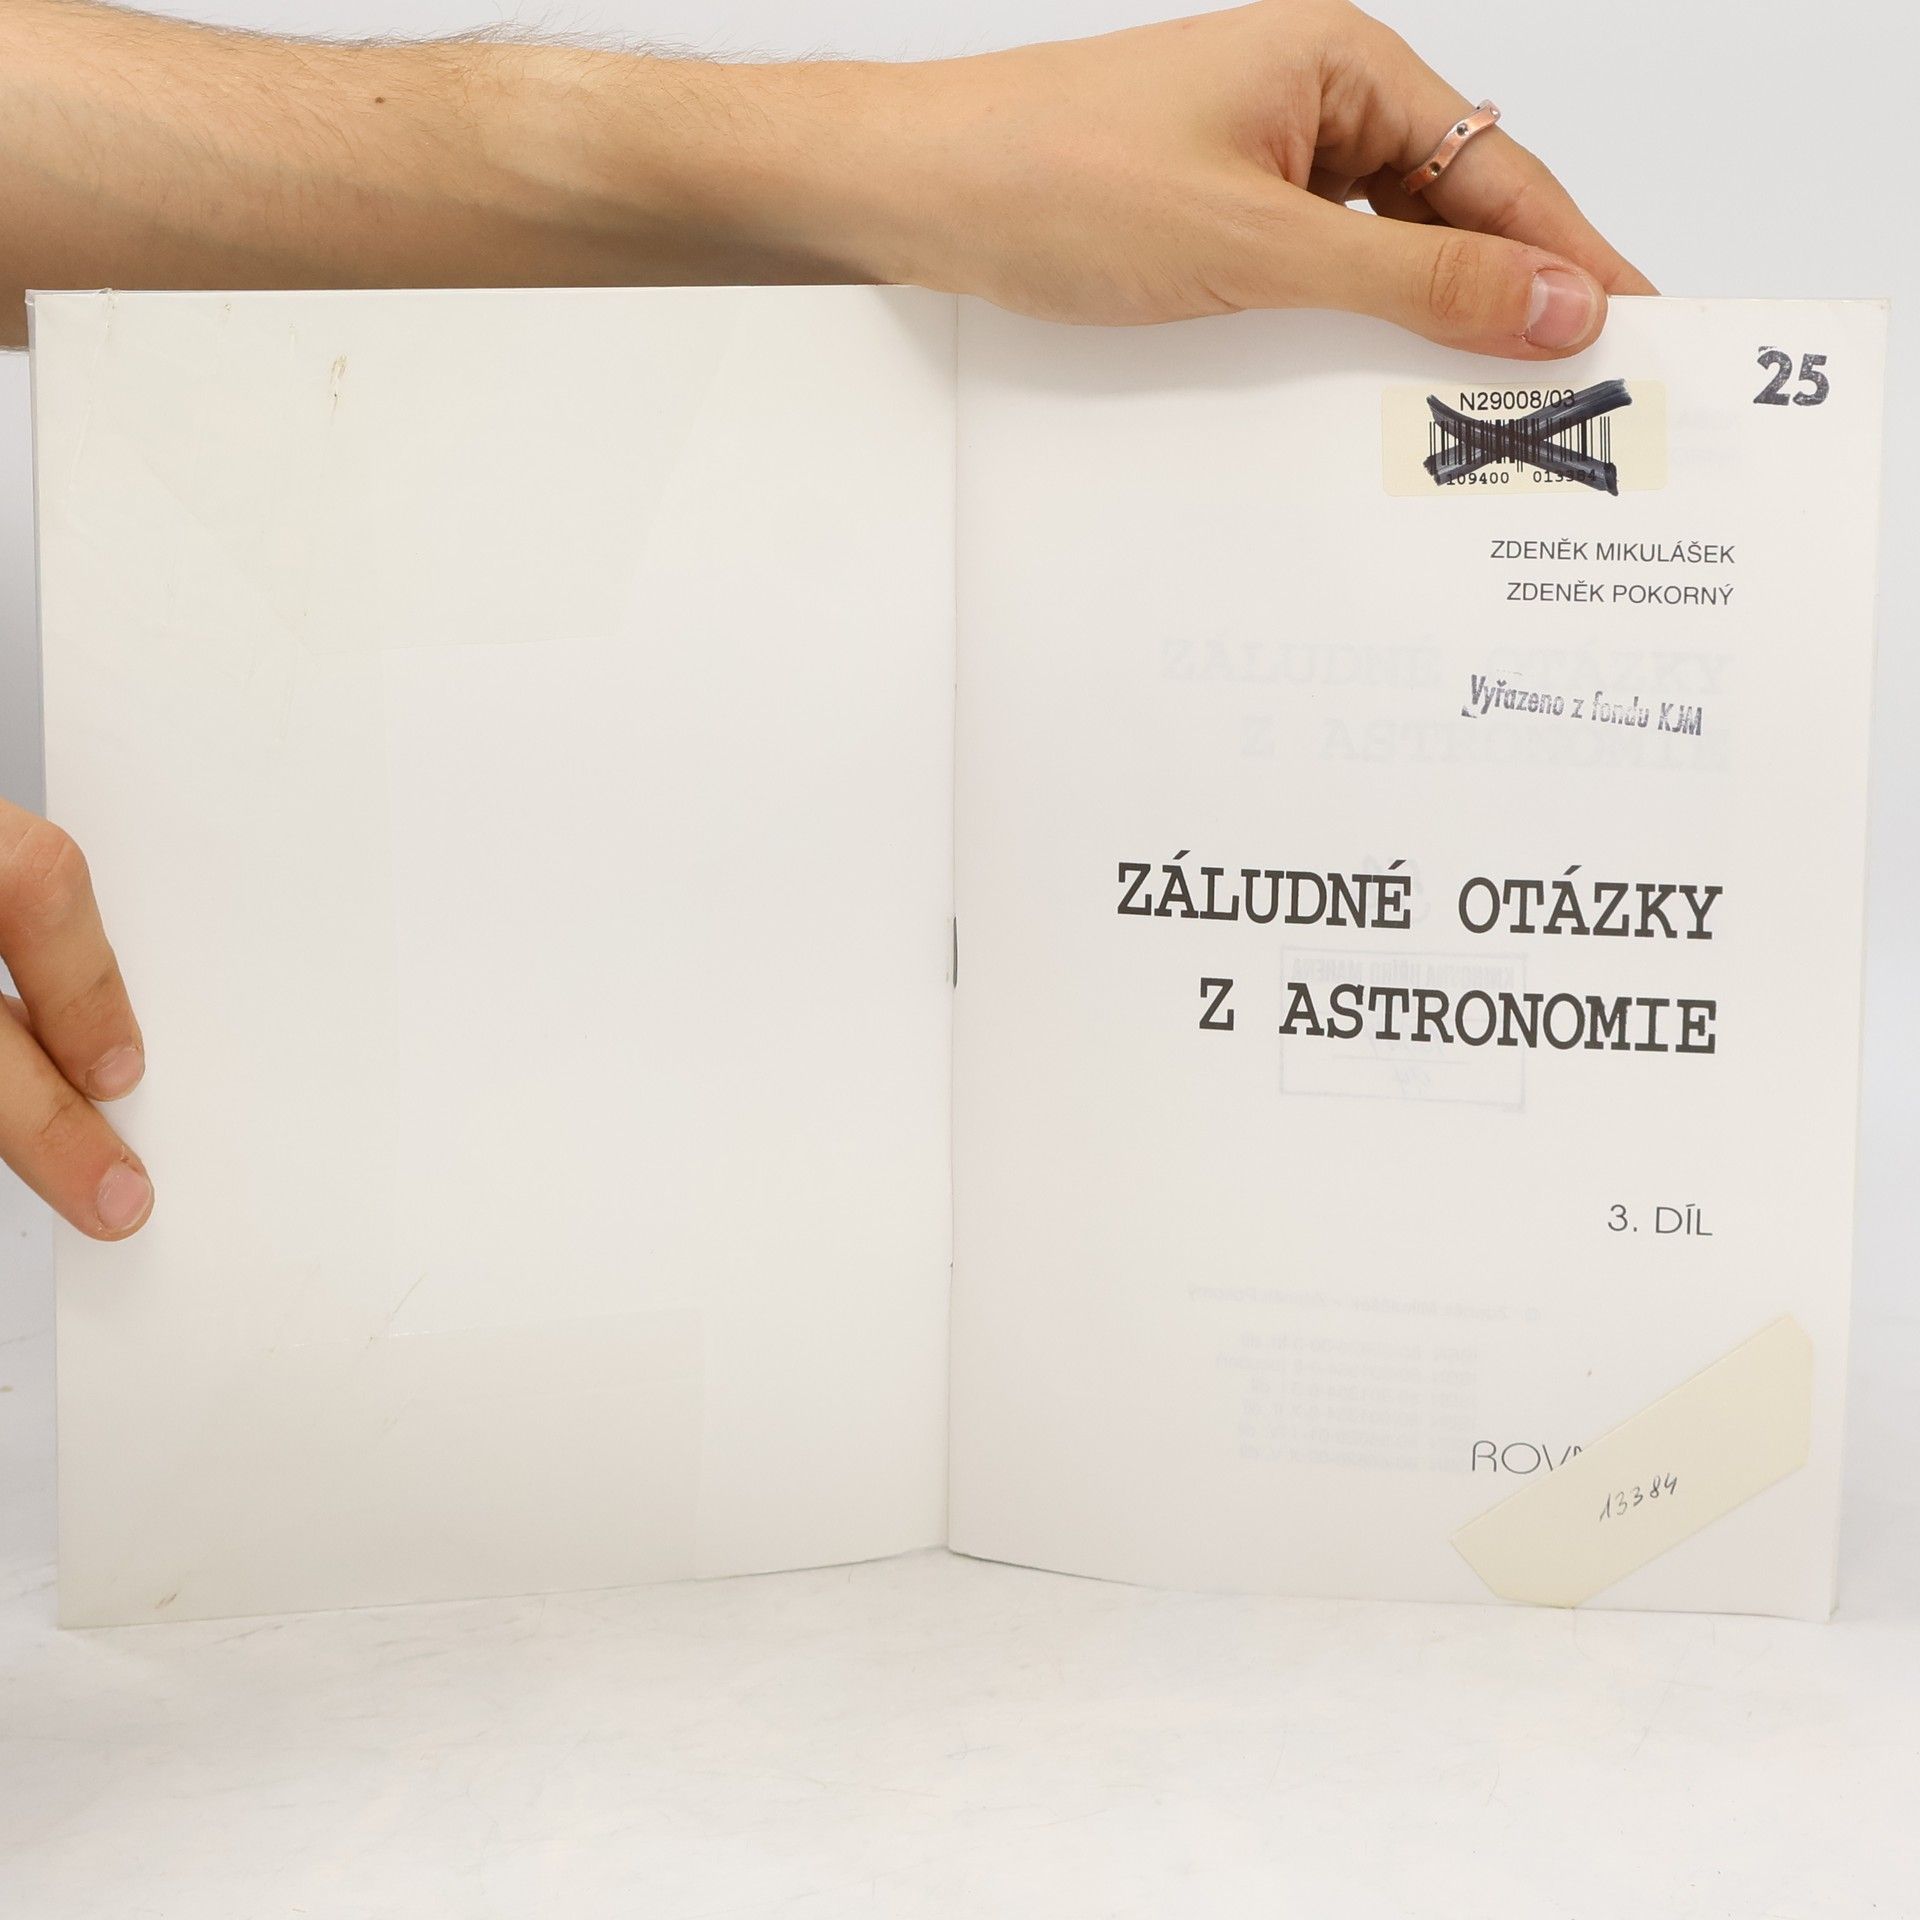 25
N29008/03
109400 013384
ZDENĚK MIKULÁŠEK
ZDENĚK POKORNÝ
Vyřazeno z fondu KJM
ZÁLUDNÉ OTÁZKY
Z ASTRONOMIE
3. DÍL
13384